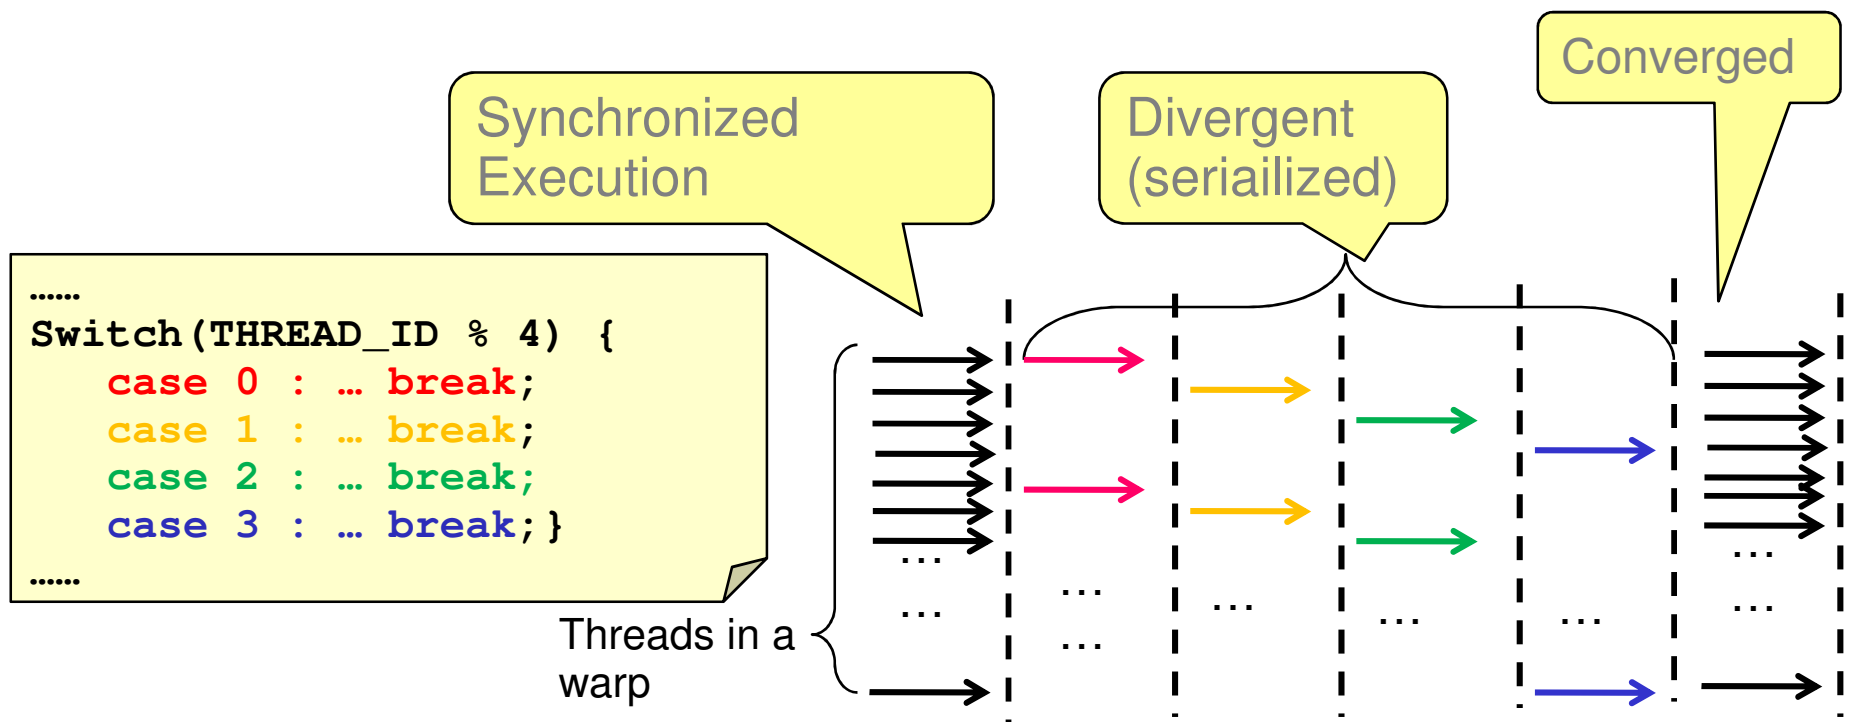 Synchronized
Execution
Divergent
(seriailized)
Converged
……
Switch(THREAD_ID % 4) {
case 0 : … break;
case 1 : … break;
case 2 : … break;
case 3 : … break;}
……
Threads in a
warp
…
…
…
…
…
…
…
…
…